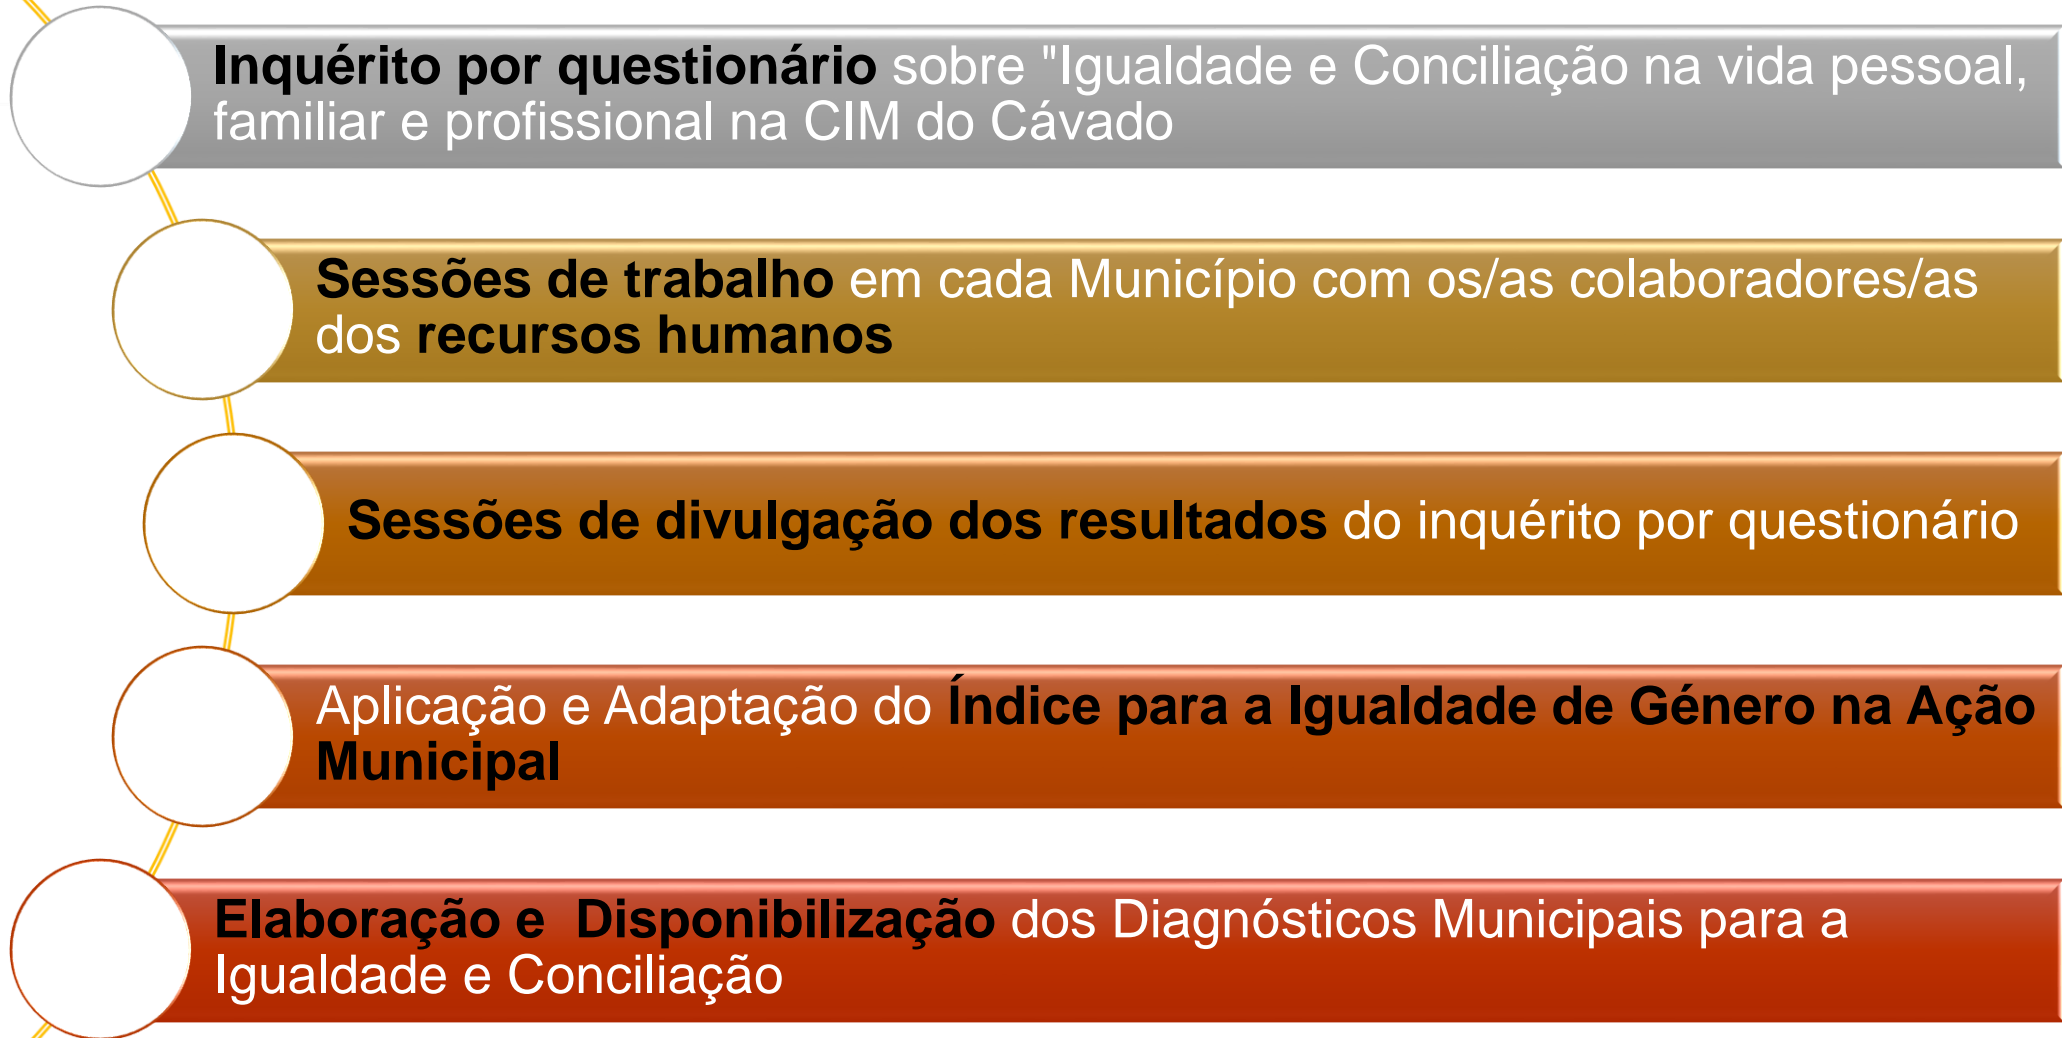 Inquérito por questionário sobre "Igualdade e Conciliação na vida pessoal,
familiar e profissional na CIM do Cávado
Sessões de trabalho em cada Município com os/as colaboradores/as
dos recursos humanos
Sessões de divulgação dos resultados do inquérito por questionário
Aplicação e Adaptação do Índice para a Igualdade de Género na Ação
Municipal
Elaboração e  Disponibilização dos Diagnósticos Municipais para a
Igualdade e Conciliação